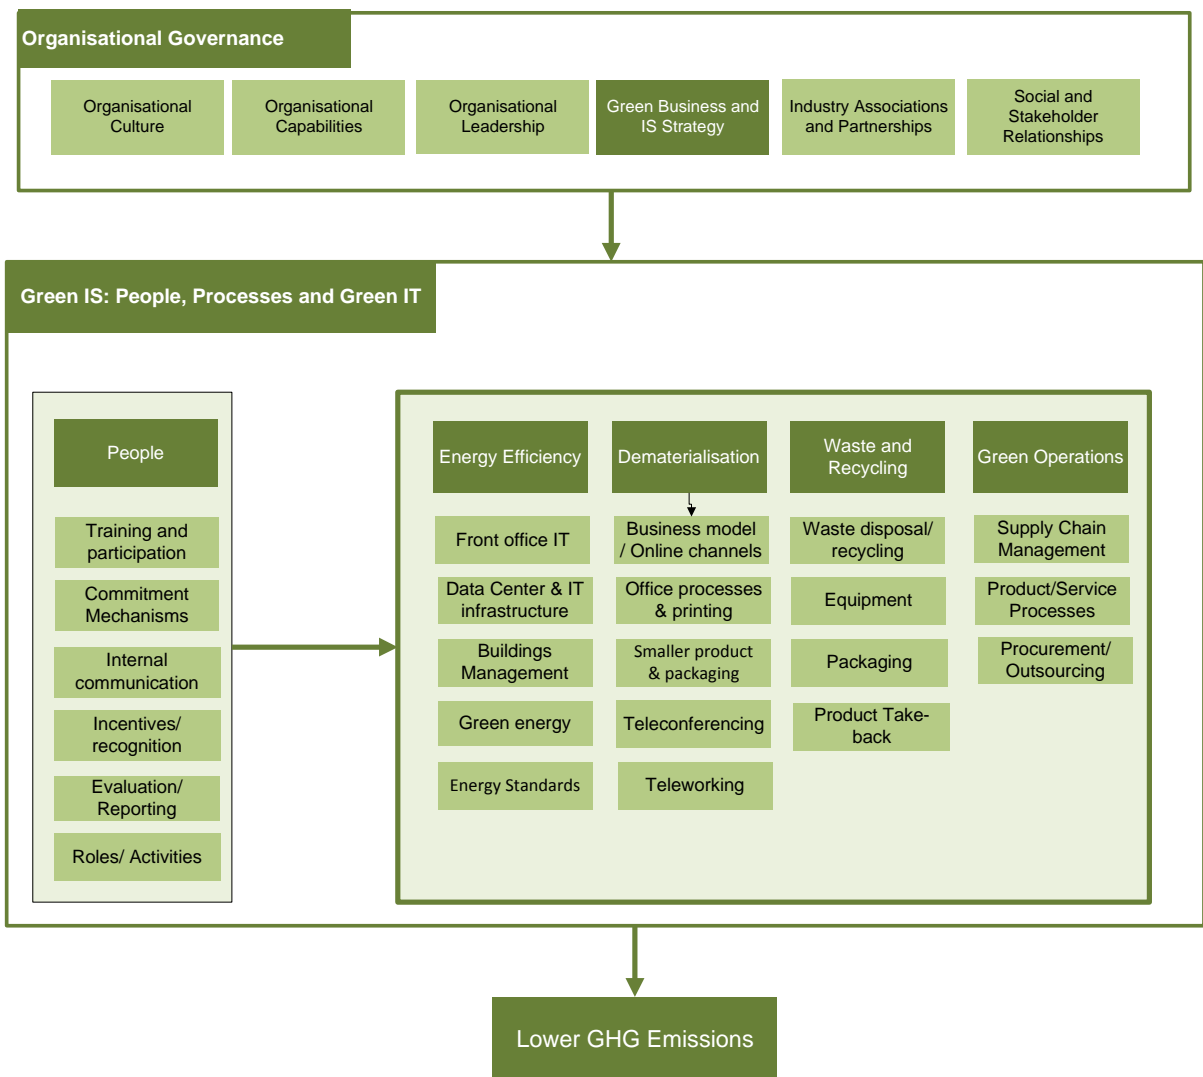 Organisational Governance
Organisational
Culture
Organisational
Capabilities
Organisational
Leadership
Green Business and
IS Strategy
Industry Associations
and Partnerships
Social and
Stakeholder
Relationships
Green IS: People, Processes and Green IT
People
Training and
participation
Commitment
Mechanisms
Internal
communication
Incentives/
recognition
Evaluation/
Reporting
Roles/ Activities
Energy Efficiency
Front office IT
Data Center & IT
infrastructure
Buildings
Management
Green energy
Energy Standards
Dematerialisation
Business model
/ Online channels
Office processes
& printing
Smaller product
& packaging
Teleconferencing
Teleworking
Waste and
Recycling
Waste disposal/
recycling
Equipment
Packaging
Product Take-
back
Green Operations
Supply Chain
Management
Product/Service
Processes
Procurement/
Outsourcing
Lower GHG Emissions